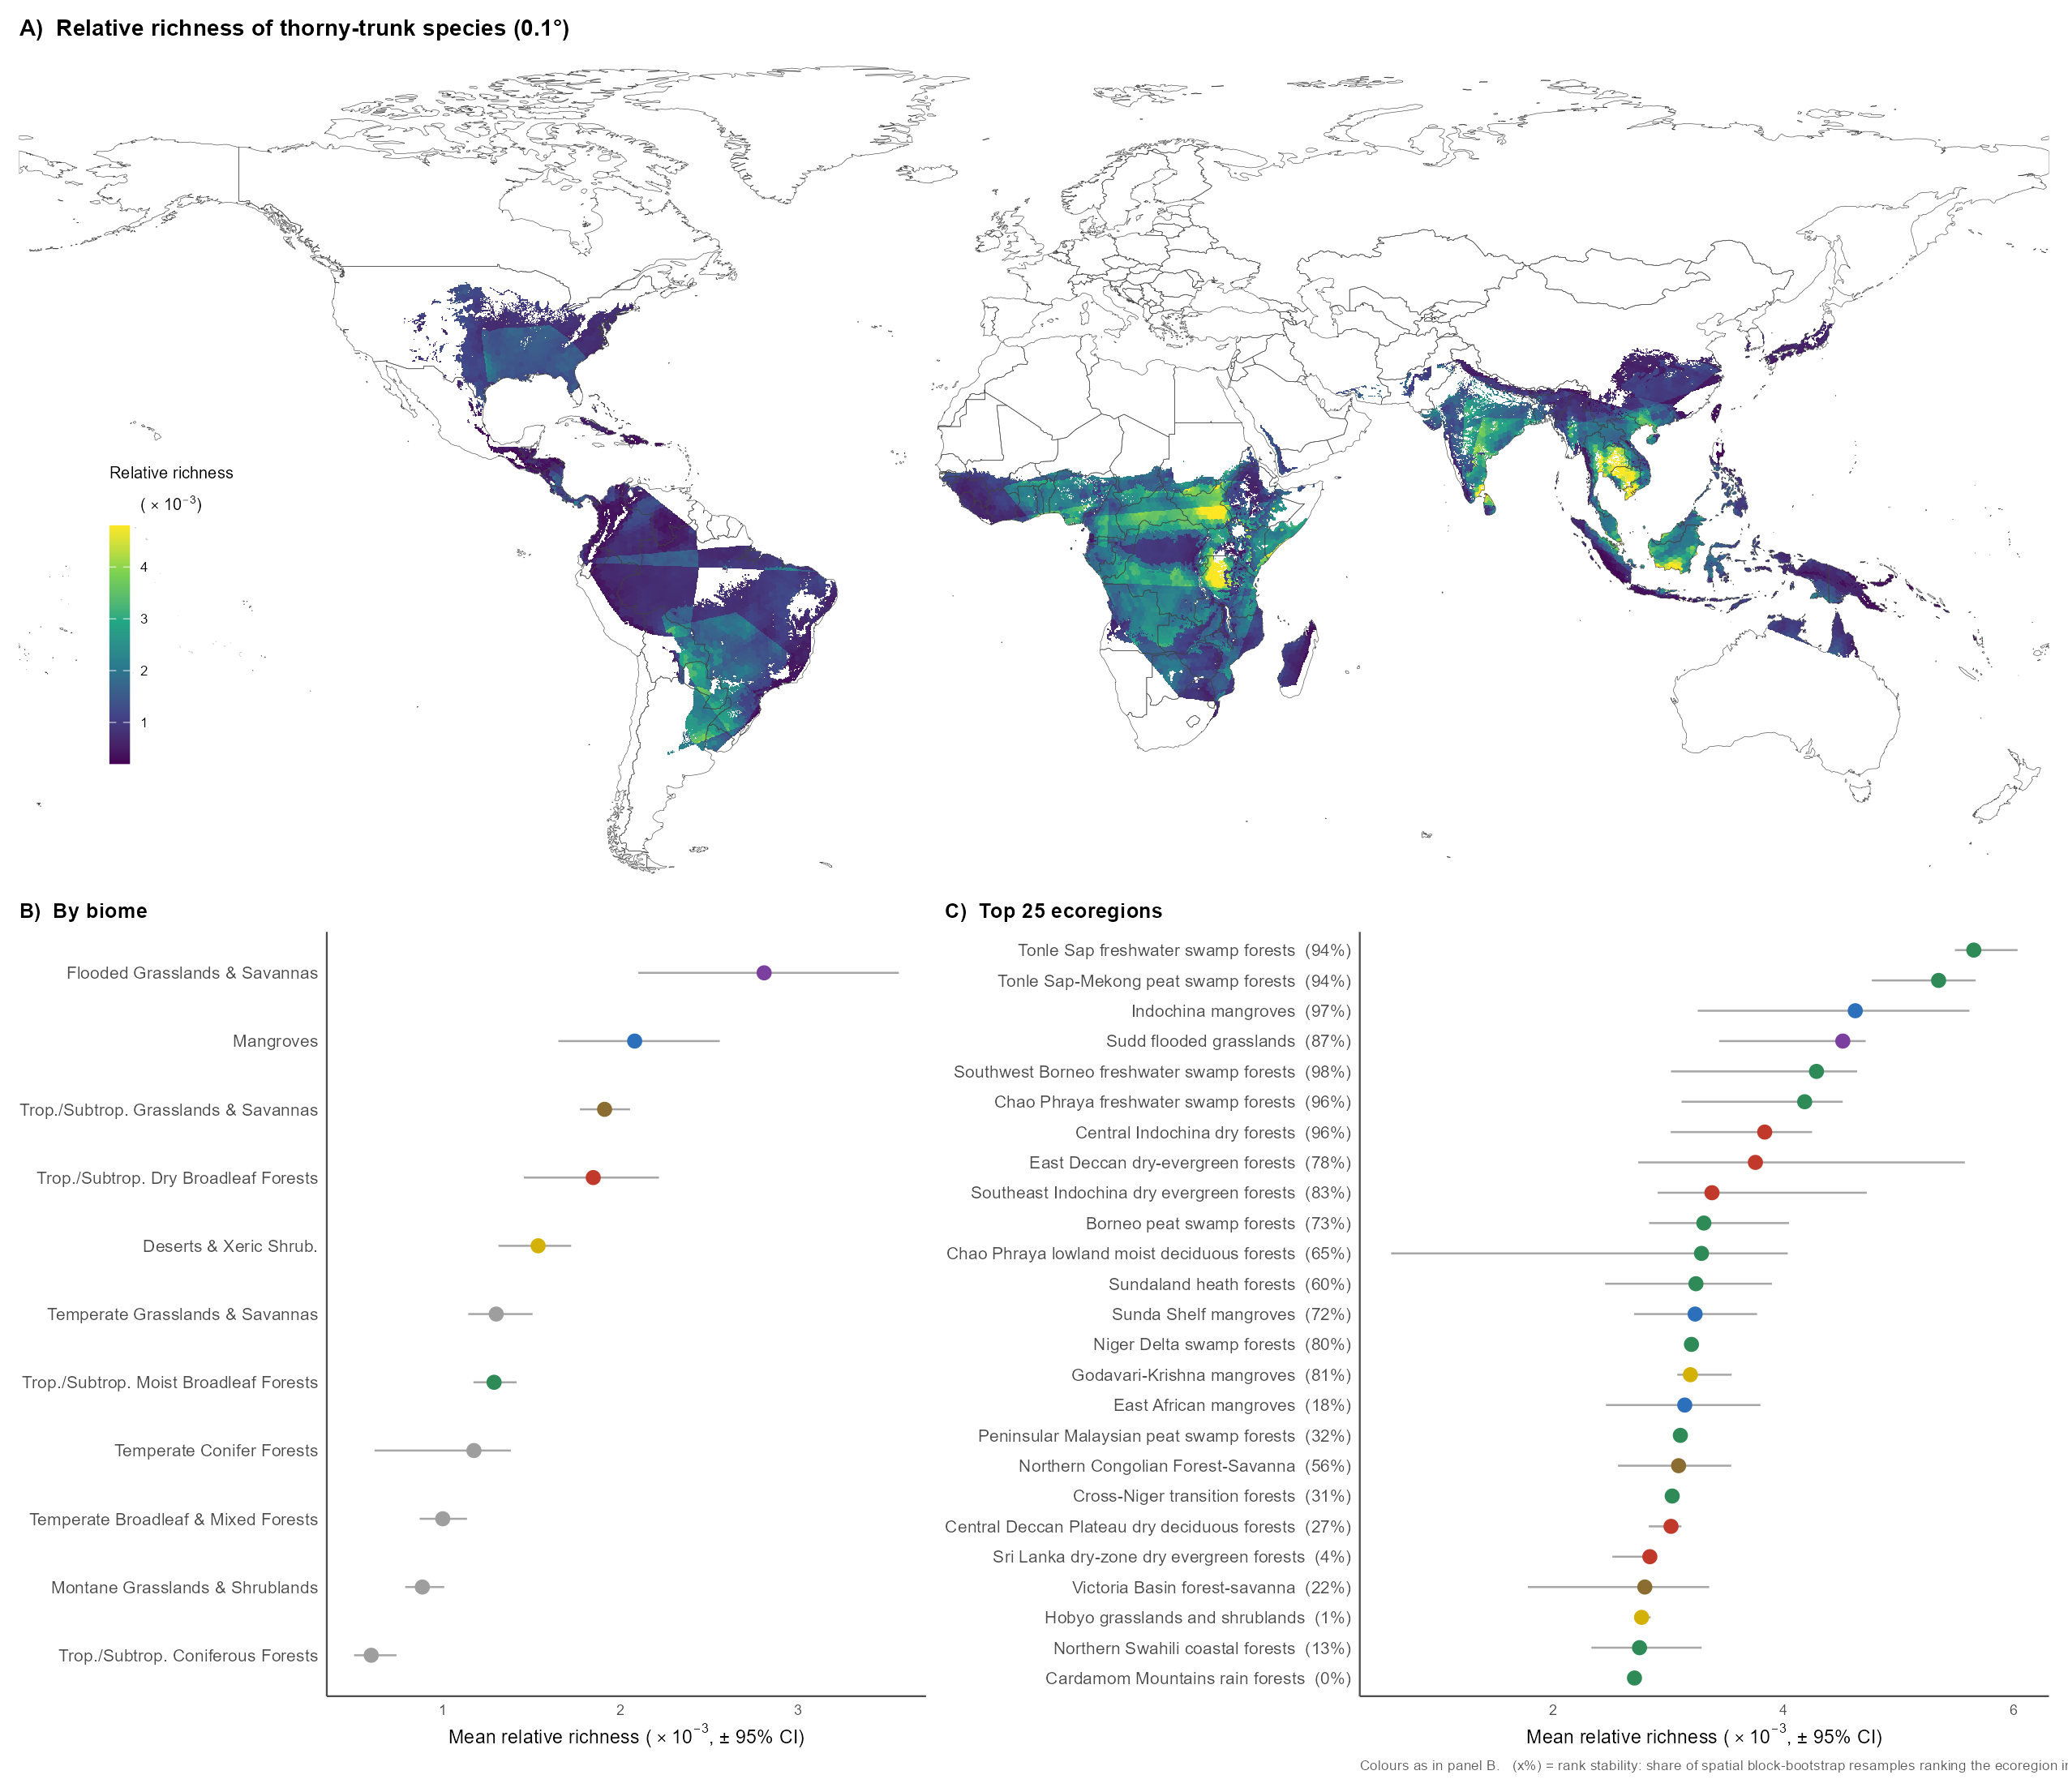 A)  Relative richness of thorny-trunk species (0.1°)
Relative richness
( × 10⁻³)
4
3
2
1
B)  By biome
Flooded Grasslands & Savannas
Mangroves
Trop./Subtrop. Grasslands & Savannas
Trop./Subtrop. Dry Broadleaf Forests
Deserts & Xeric Shrub.
Temperate Grasslands & Savannas
Trop./Subtrop. Moist Broadleaf Forests
Temperate Conifer Forests
Temperate Broadleaf & Mixed Forests
Montane Grasslands & Shrublands
Trop./Subtrop. Coniferous Forests
1 2 3
Mean relative richness ( × 10⁻³, ± 95% CI)
C)  Top 25 ecoregions
Tonle Sap freshwater swamp forests  (94%)
Tonle Sap-Mekong peat swamp forests  (94%)
Indochina mangroves  (97%)
Sudd flooded grasslands  (87%)
Southwest Borneo freshwater swamp forests  (98%)
Chao Phraya freshwater swamp forests  (96%)
Central Indochina dry forests  (96%)
East Deccan dry-evergreen forests  (78%)
Southeast Indochina dry evergreen forests  (83%)
Borneo peat swamp forests  (73%)
Chao Phraya lowland moist deciduous forests  (65%)
Sundaland heath forests  (60%)
Sunda Shelf mangroves  (72%)
Niger Delta swamp forests  (80%)
Godavari-Krishna mangroves  (81%)
East African mangroves  (18%)
Peninsular Malaysian peat swamp forests  (32%)
Northern Congolian Forest-Savanna  (56%)
Cross-Niger transition forests  (31%)
Central Deccan Plateau dry deciduous forests  (27%)
Sri Lanka dry-zone dry evergreen forests  (4%)
Victoria Basin forest-savanna  (22%)
Hobyo grasslands and shrublands  (1%)
Northern Swahili coastal forests  (13%)
Cardamom Mountains rain forests  (0%)
2 4 6
Mean relative richness ( × 10⁻³, ± 95% CI)
Colours as in panel B.   (x%) = rank stability: share of spatial block-bootstrap resamples ranking the ecoregion